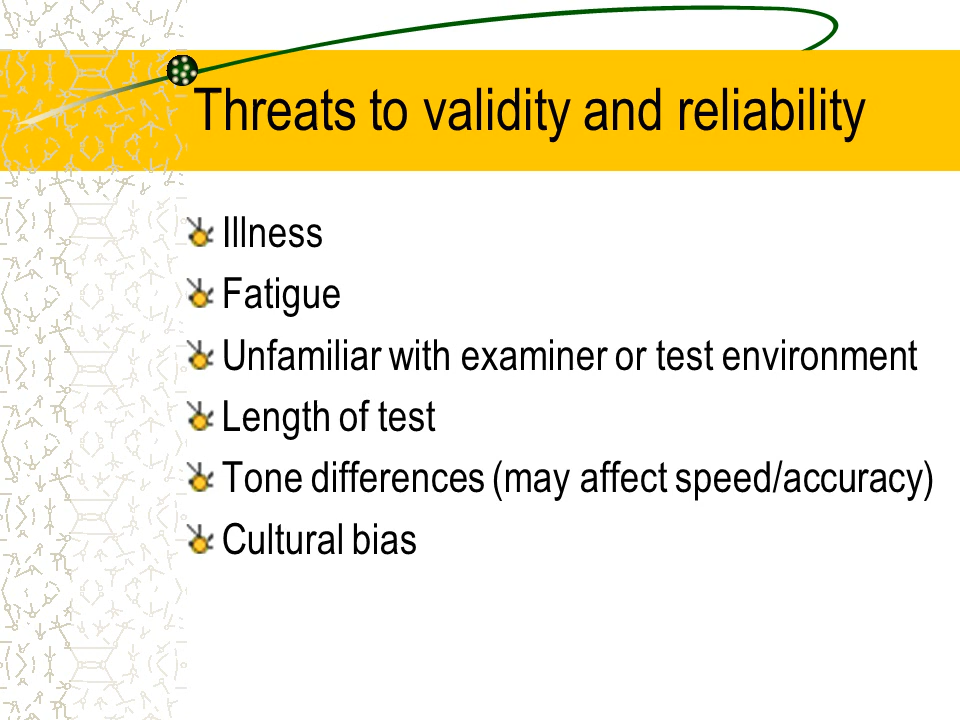 Threats to validity and reliability
Illness
Fatigue
Unfamiliar with examiner or test environment
Length of test
Tone differences (may affect speed/accuracy)
Cultural bias